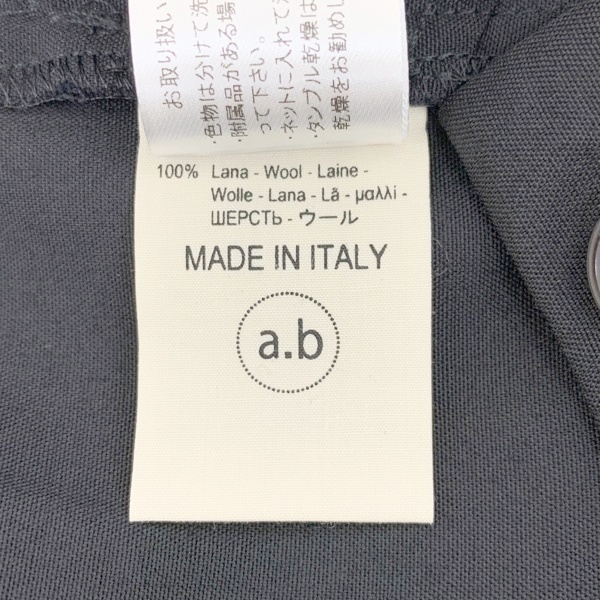 お取り扱い
・色物は分けて洗
・附属品がある場
って下さい。
・ネットに入れて
・タンブル乾燥は
乾燥をお勧めし
100% Lana - Wool - Laine -
Wolle - Lana - Lã - μαλλi -
ШЕРСТЬ - ウール
MADE IN ITALY
a.b